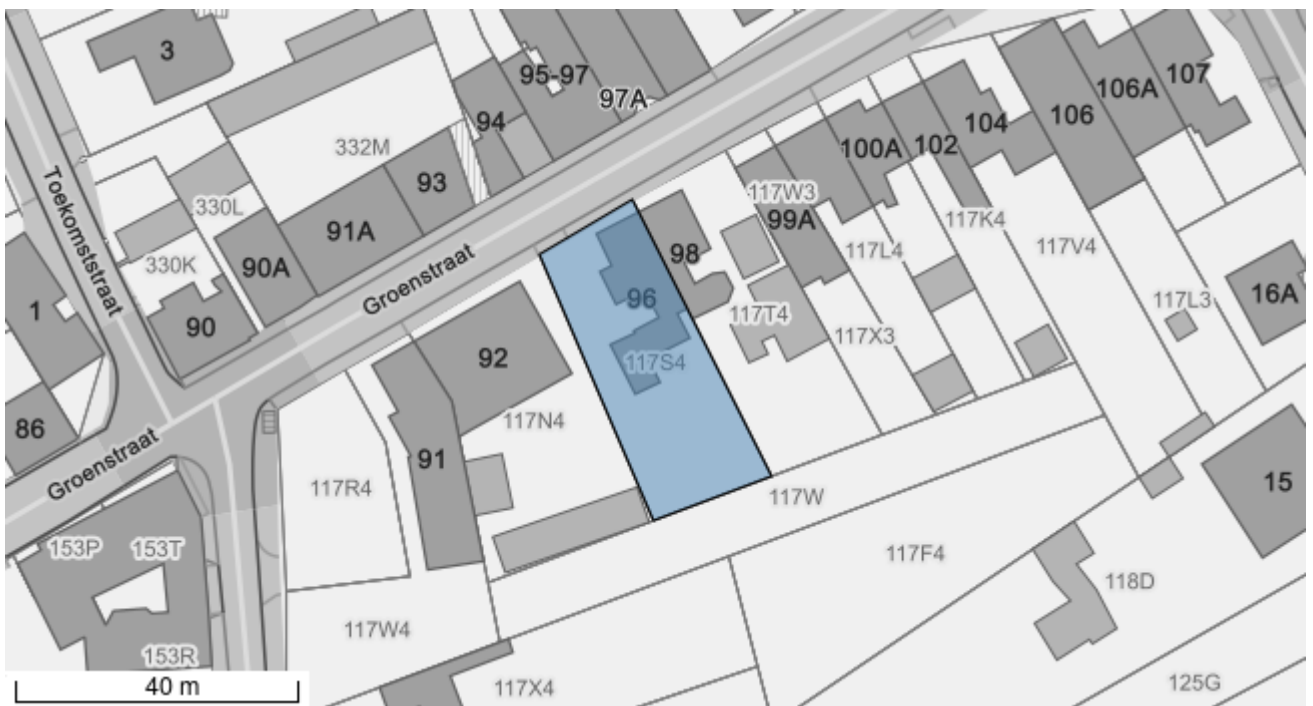 3
95-97
97A
94
106A
107
106
104
102
100A
332M
93
91A
330L
90A
330K
90
Toekomststraat
1
86
Groenstraat
Groenstraat
117W3
99A
117L4
117K4
117V4
117L3
16A
98
96
117T4
117X3
117S4
92
117N4
91
117R4
117W
117F4
15
118D
153P
153T
153R
117W4
117X4
125G
40 m